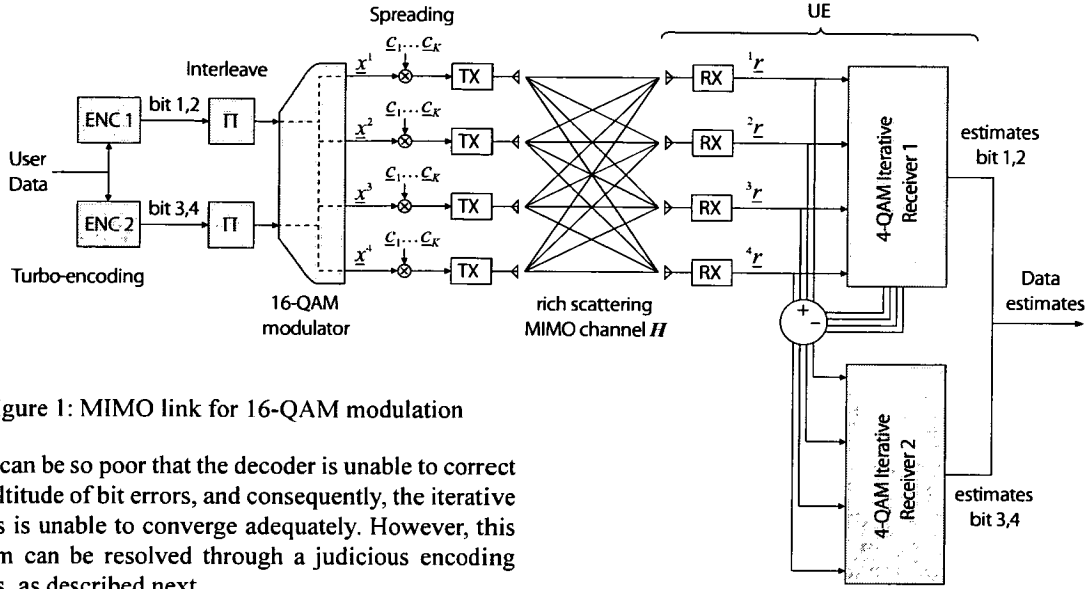 Spreading
UE
c₁...c_K
x¹
TX
RX
¹r
Interleave
bit 1,2
ENC 1
Π
c₁...c_K
x²
TX
RX
²r
4-QAM Iterative
Receiver 1
estimates
bit 1,2
User
Data
c₁...c_K
x³
TX
RX
³r
bit 3,4
ENC 2
Π
c₁...c_K
x⁴
TX
RX
⁴r
Turbo-encoding
16-QAM
modulator
rich scattering
MIMO channel H
+
−
Data
estimates
4-QAM Iterative
Receiver 2
estimates
bit 3,4
gure 1: MIMO link for 16-QAM modulation
can be so poor that the decoder is unable to correct
ltitude of bit errors, and consequently, the iterative
s is unable to converge adequately. However, this
m can be resolved through a judicious encoding
s, as described next.